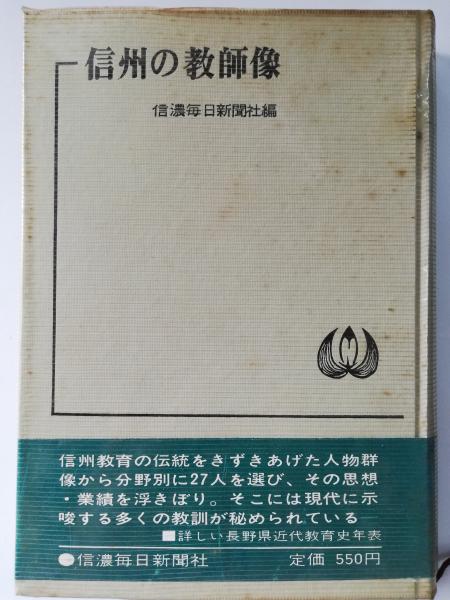 信州の教師像
信濃毎日新聞社編
信州教育の伝統をきずきあげた人物群
像から分野別に27人を選び、その思想
・業績を浮きぼり。そこには現代に示
唆する多くの教訓が秘められている
■詳しい長野県近代教育史年表
信濃毎日新聞社 定価 550円